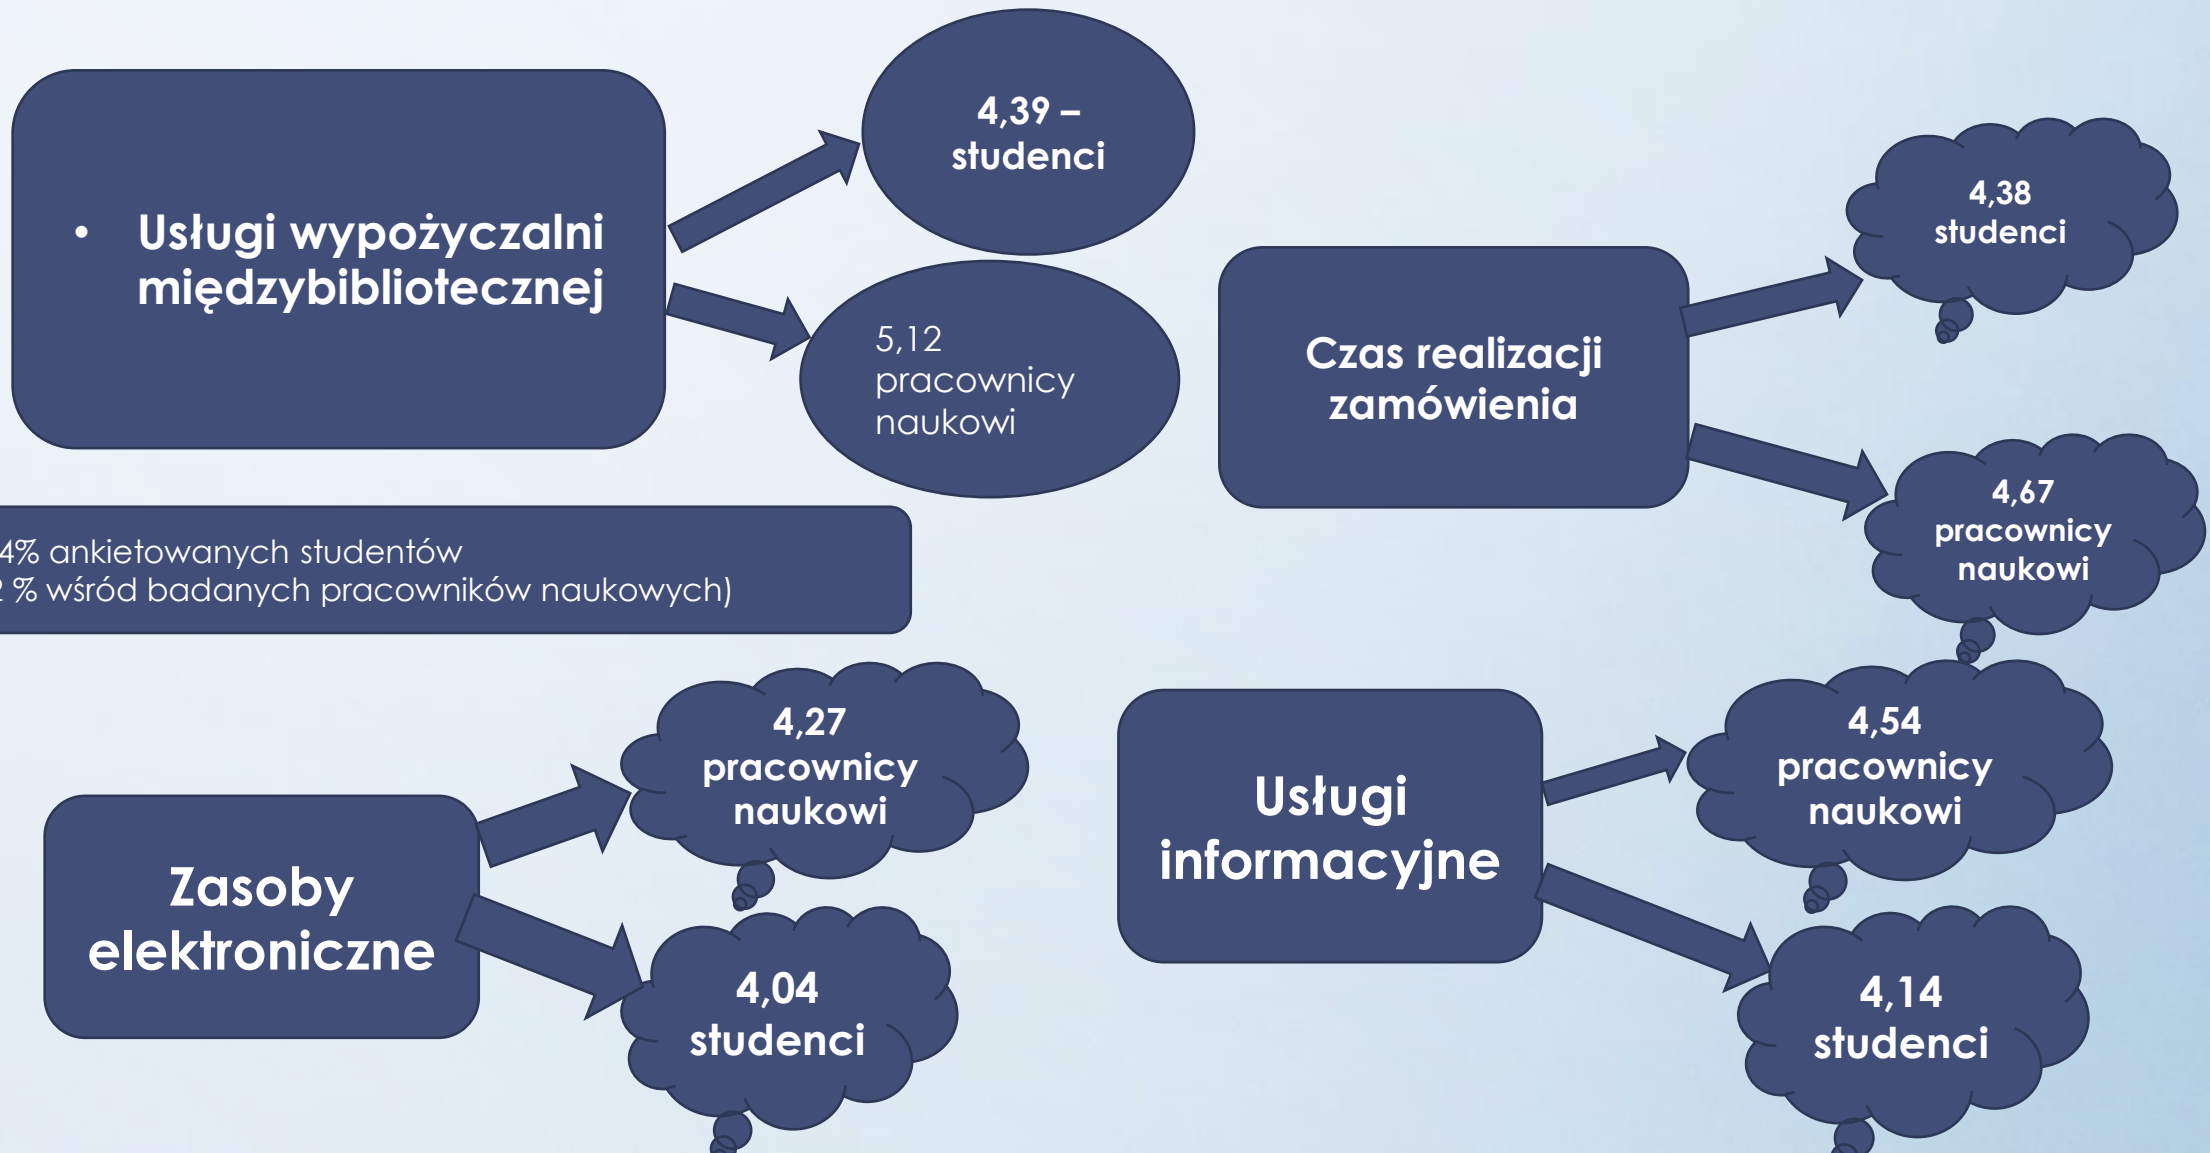 • Usługi wypożyczalni
międzybibliotecznej
4,39 –
studenci
5,12
pracownicy
naukowi
Czas realizacji
zamówienia
4,38
studenci
4,67
pracownicy
naukowi
4% ankietowanych studentów
% wśród badanych pracowników naukowych)
Zasoby
elektroniczne
4,27
pracownicy
naukowi
4,04
studenci
Usługi
informacyjne
4,54
pracownicy
naukowi
4,14
studenci